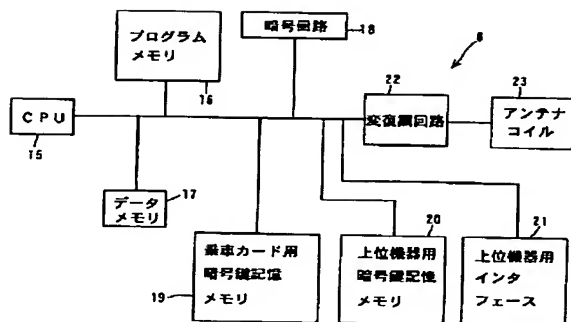 暗号回路
18
プログラム
メモリ
16
6
22
23
CPU
15
変復調回路
アンテナ
コイル
データ
メモリ
17
20
21
乗車カード用
暗号鍵記憶
メモリ
19
上位機器用
暗号鍵記憶
メモリ
上位機器用
インタ
フェース